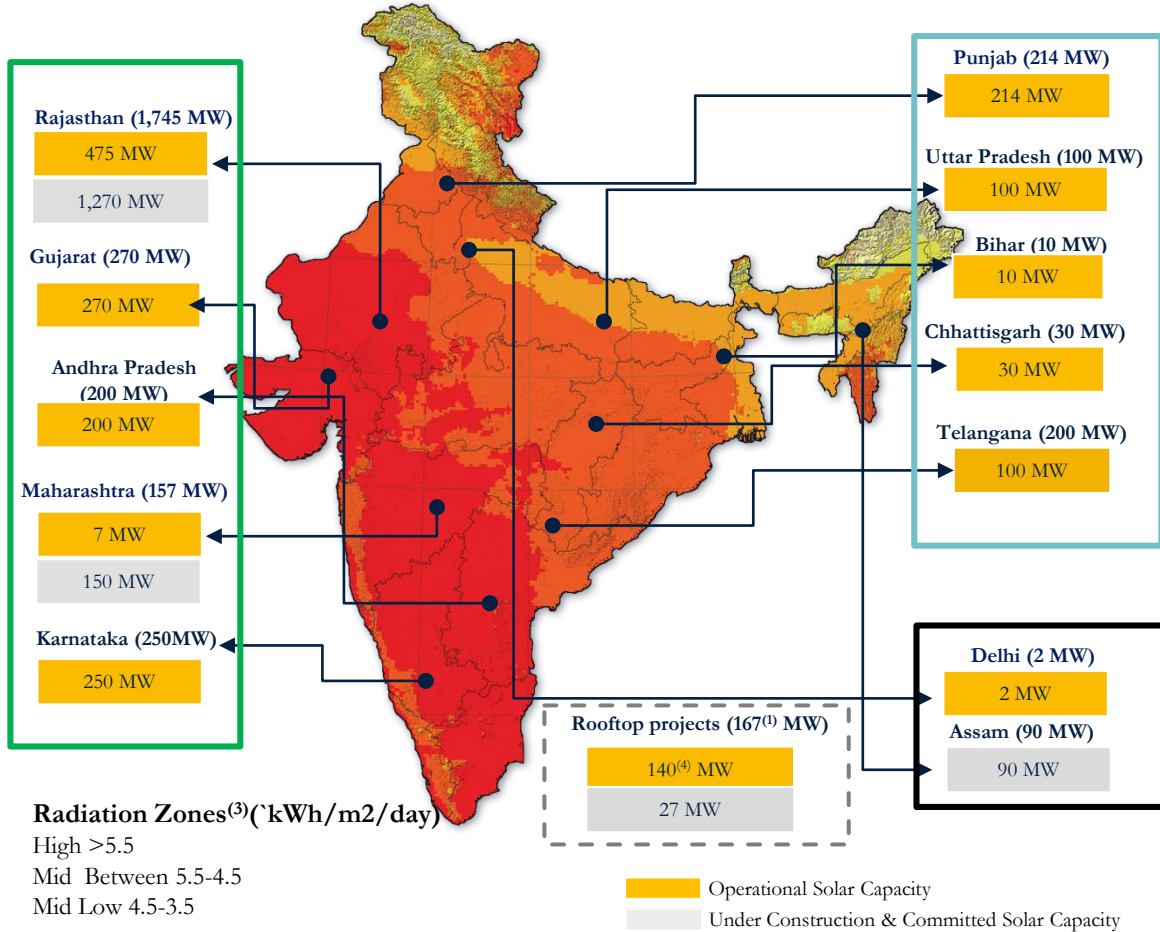 Rajasthan (1,745 MW)
475 MW
1,270 MW
Gujarat (270 MW)
270 MW
Andhra Pradesh
(200 MW)
200 MW
Maharashtra (157 MW)
7 MW
150 MW
Karnataka (250MW)
250 MW
Punjab (214 MW)
214 MW
Uttar Pradesh (100 MW)
100 MW
Bihar (10 MW)
10 MW
Chhattisgarh (30 MW)
30 MW
Telangana (200 MW)
100 MW
Delhi (2 MW)
2 MW
Assam (90 MW)
90 MW
Rooftop projects (167(1) MW)
140(4) MW
27 MW
Radiation Zones(3)(`kWh/m2/day)
High >5.5
Mid Between 5.5-4.5
Mid Low 4.5-3.5
Operational Solar Capacity
Under Construction & Committed Solar Capacity